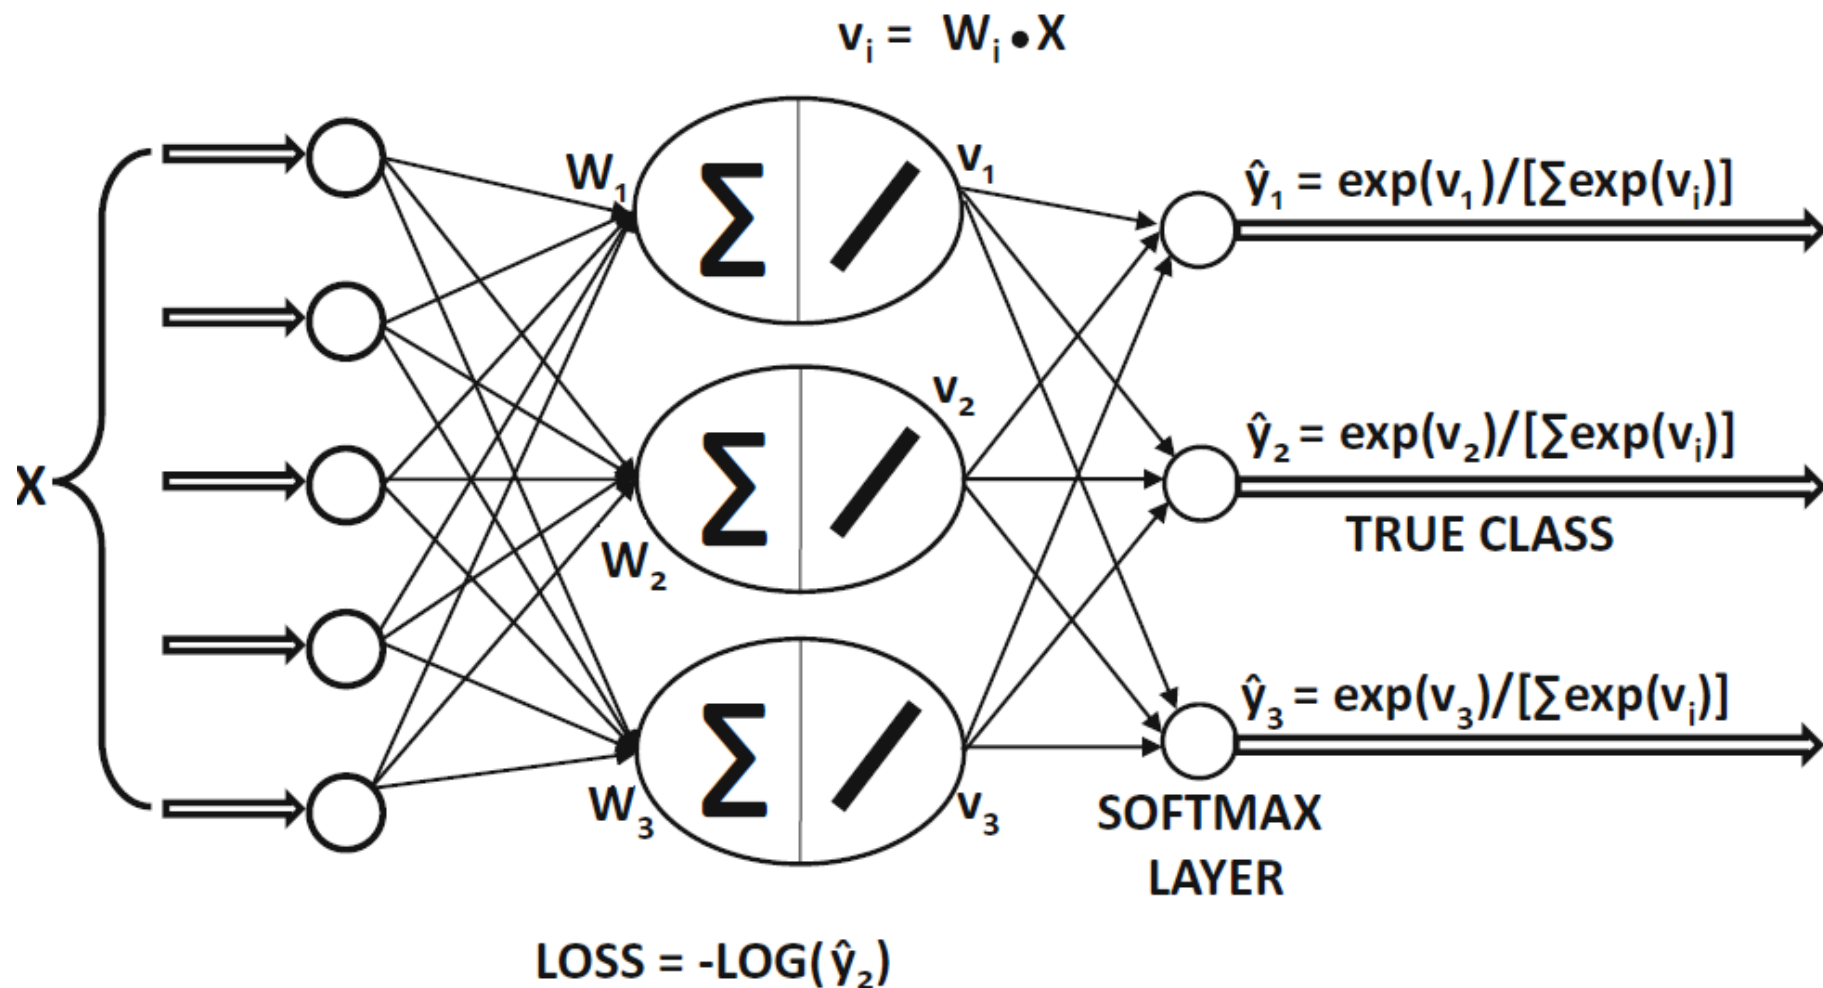 vᵢ = Wᵢ • X
X
W₁
∑
v₁
ŷ₁ = exp(v₁)/[∑exp(vᵢ)]
W₂
∑
v₂
ŷ₂ = exp(v₂)/[∑exp(vᵢ)]
TRUE CLASS
W₃
∑
v₃
ŷ₃ = exp(v₃)/[∑exp(vᵢ)]
SOFTMAX
LAYER
LOSS = -LOG(ŷ₂)